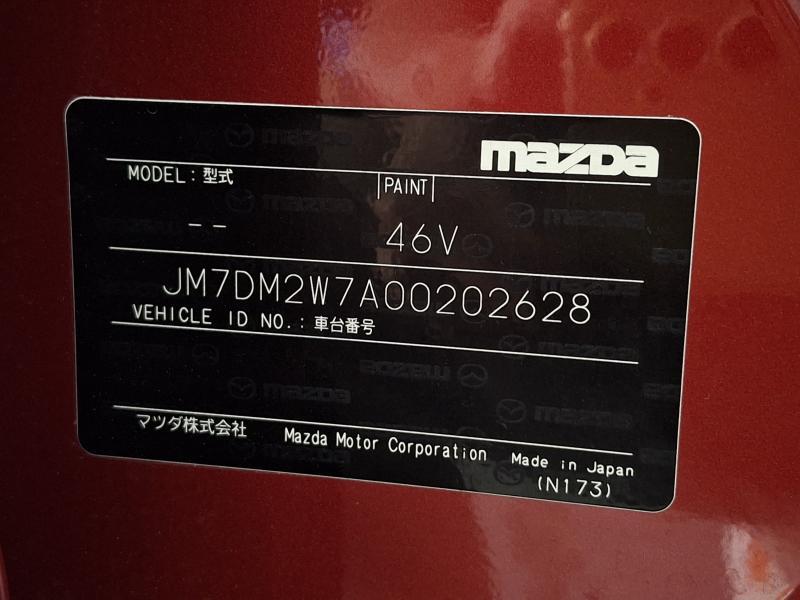 mazda
MODEL：型式
PAINT
-- 46V
JM7DM2W7A00202628
VEHICLE ID NO.：車台番号
マツダ株式会社 Mazda Motor Corporation Made in Japan
(N173)